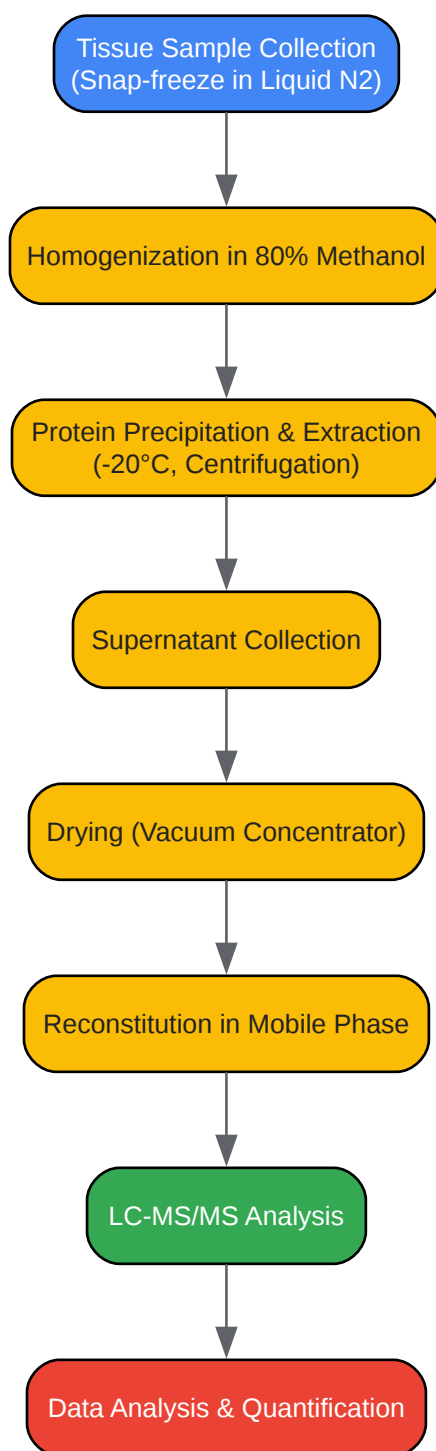 Tissue Sample Collection
(Snap-freeze in Liquid N2)
Homogenization in 80% Methanol
Protein Precipitation & Extraction
(-20°C, Centrifugation)
Supernatant Collection
Drying (Vacuum Concentrator)
Reconstitution in Mobile Phase
LC-MS/MS Analysis
Data Analysis & Quantification